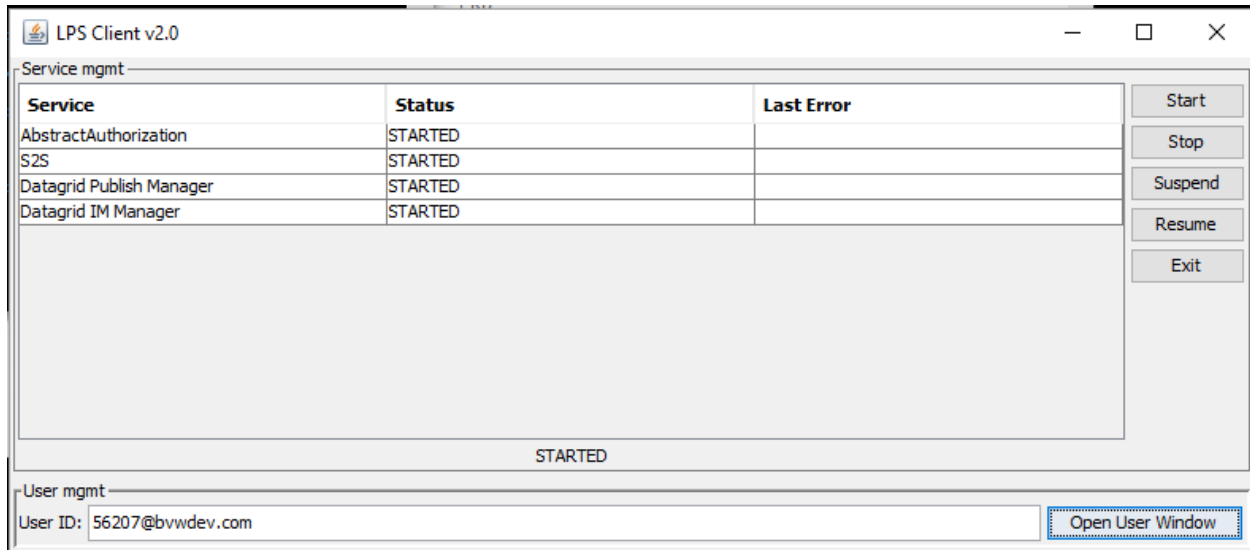 LPS Client v2.0
Service mgmt
Service Status Last Error
Start
AbstractAuthorization STARTED
Stop
S2S STARTED
Datagrid Publish Manager STARTED
Suspend
Datagrid IM Manager STARTED
Resume
Exit
STARTED
User mgmt
User ID: 56207@bvwdev.com Open User Window